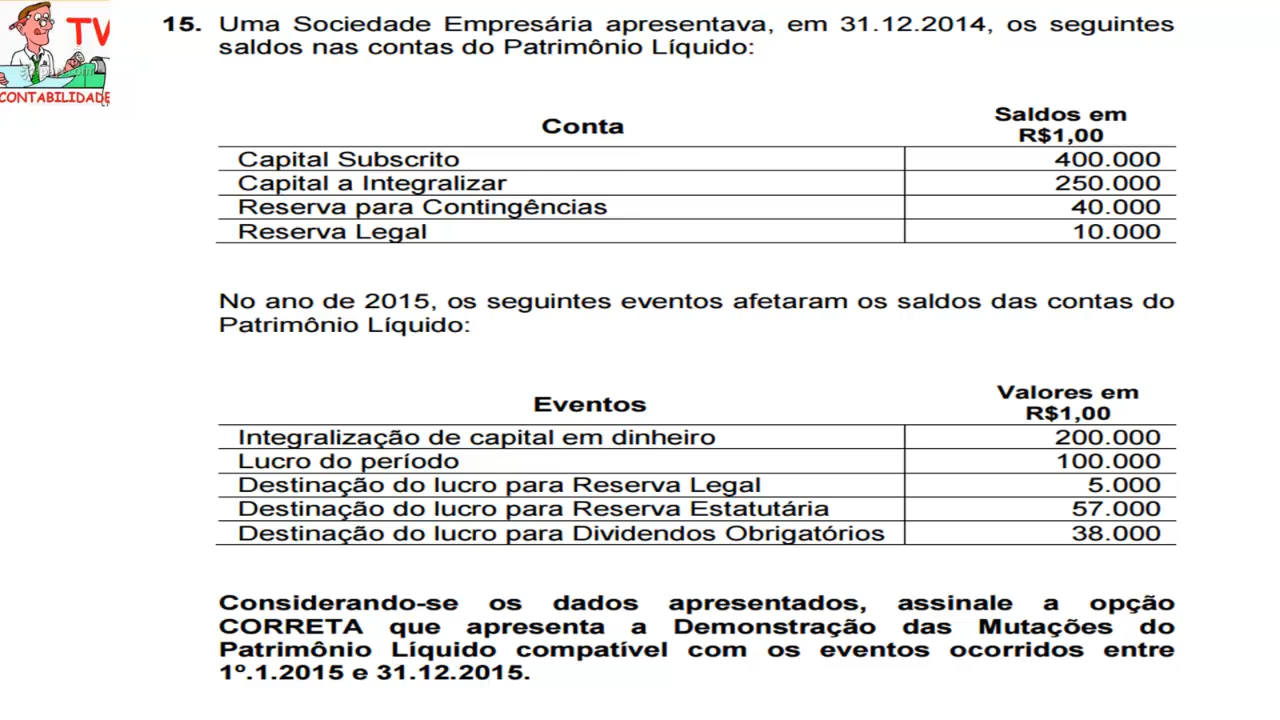 TV
CONTABILIDADE
15. Uma Sociedade Empresária apresentava, em 31.12.2014, os seguintes
saldos nas contas do Patrimônio Líquido:
Conta
Saldos em
R$1,00
Capital Subscrito 400.000
Capital a Integralizar 250.000
Reserva para Contingências 40.000
Reserva Legal 10.000
No ano de 2015, os seguintes eventos afetaram os saldos das contas do
Patrimônio Líquido:
Eventos
Valores em
R$1,00
Integralização de capital em dinheiro 200.000
Lucro do período 100.000
Destinação do lucro para Reserva Legal 5.000
Destinação do lucro para Reserva Estatutária 57.000
Destinação do lucro para Dividendos Obrigatórios 38.000
Considerando-se os dados apresentados, assinale a opção
CORRETA que apresenta a Demonstração das Mutações do
Patrimônio Líquido compatível com os eventos ocorridos entre
1º.1.2015 e 31.12.2015.